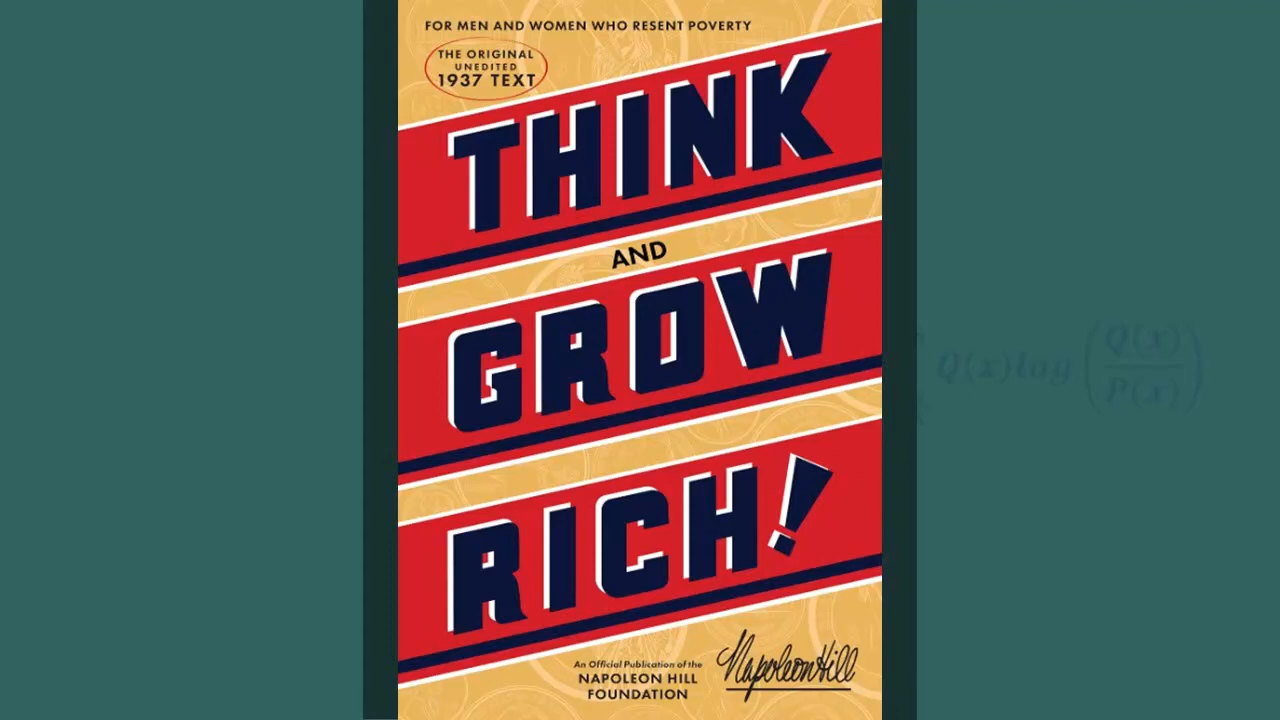 FOR MEN AND WOMEN WHO RESENT POVERTY
THE ORIGINAL
UNEDITED
1937 TEXT
THINK
AND
GROW
RICH!
An Official Publication of the
NAPOLEON HILL
FOUNDATION
Napoleon Hill
Q(x)log(Q(x)/P(x))